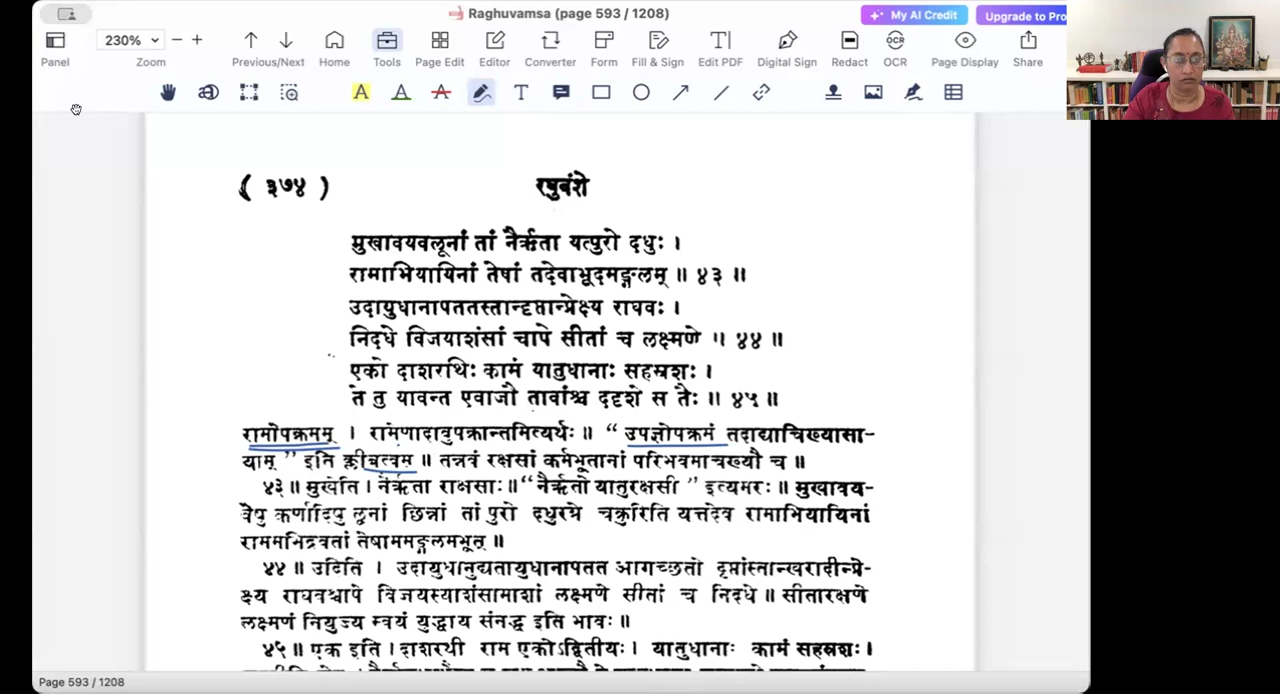 Raghuvamsa (page 593 / 1208)
My AI Credit
Upgrade to Pro
230%
Panel
Zoom
Previous/Next
Home
Tools
Page Edit
Editor
Converter
Form
Fill & Sign
Edit PDF
Digital Sign
Redact
OCR
Page Display
Share
( ३७४ ) रघुवंशे
मुखावयवलूनां तां नैर्ऋता यत्पुरो दधुः ।
रामाभियायिनां तेषां तदेवाभूदमङ्गलम् ॥ ४३ ॥
उदायुधानापततस्तान्दृप्तान्प्रेक्ष्य राघवः ।
निदधे विजयाशंसां चापे सीतां च लक्ष्मणे ॥ ४४ ॥
एको दाशरथिः कामं यातुधानाः सहस्रशः ।
ते तु यावन्त एवाजौ तावांश्च ददृशे स तैः ॥ ४५ ॥
रामोपक्रमम् । रामेणादावुपक्रान्तमित्यर्थः ॥ “ उपज्ञोपक्रमं तदाद्याचिख्यासा-
याम् ” इति क्लीबत्वम् ॥ तन्नवं रक्षसां कर्मभूतानां परिभवमाचख्यौ च ॥
४३ ॥ मुखेति । नैर्ऋता राक्षसाः ॥ “ नैर्ऋतो यातुरक्षसी ” इत्यमरः ॥ मुखावय-
वेषु कर्णादिषु लूनां छिन्नां तां पुरो दधुरग्रे चक्रुरिति यत्तदेव रामाभियायिनां
राममभिद्रवतां तेषाममङ्गलमभूत् ॥
४४ ॥ उदिति । उदायुधानुद्यतायुधानापतत आगच्छतो दृप्तांस्तान्खरादीन्प्रे-
क्ष्य राघवश्चापे विजयस्याशंसामाशां लक्ष्मणे सीतां च निदधे ॥ सीतारक्षणे
लक्ष्मणं नियुज्य स्वयं युद्धाय संनद्ध इति भावः ॥
४५ ॥ एक इति । दाशरथी राम एकोऽद्वितीयः । यातुधानाः कामं सहस्रशः ।
Page 593 / 1208